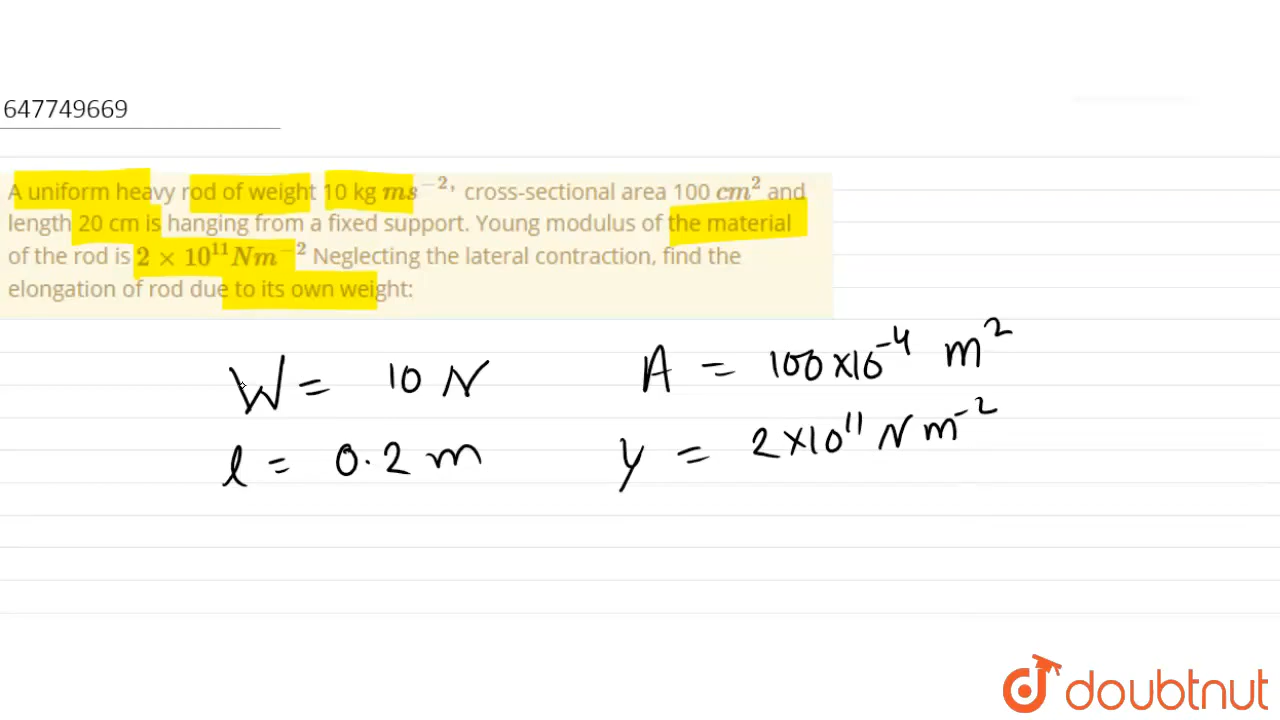 647749669
A uniform heavy rod of weight 10 kg ms⁻², cross-sectional area 100 cm² and
length 20 cm is hanging from a fixed support. Young modulus of the material
of the rod is 2 × 10¹¹Nm⁻² Neglecting the lateral contraction, find the
elongation of rod due to its own weight:
W = 10 N A = 100×10⁻⁴ m²
l = 0.2 m y = 2×10¹¹ N m⁻²
doubtnut